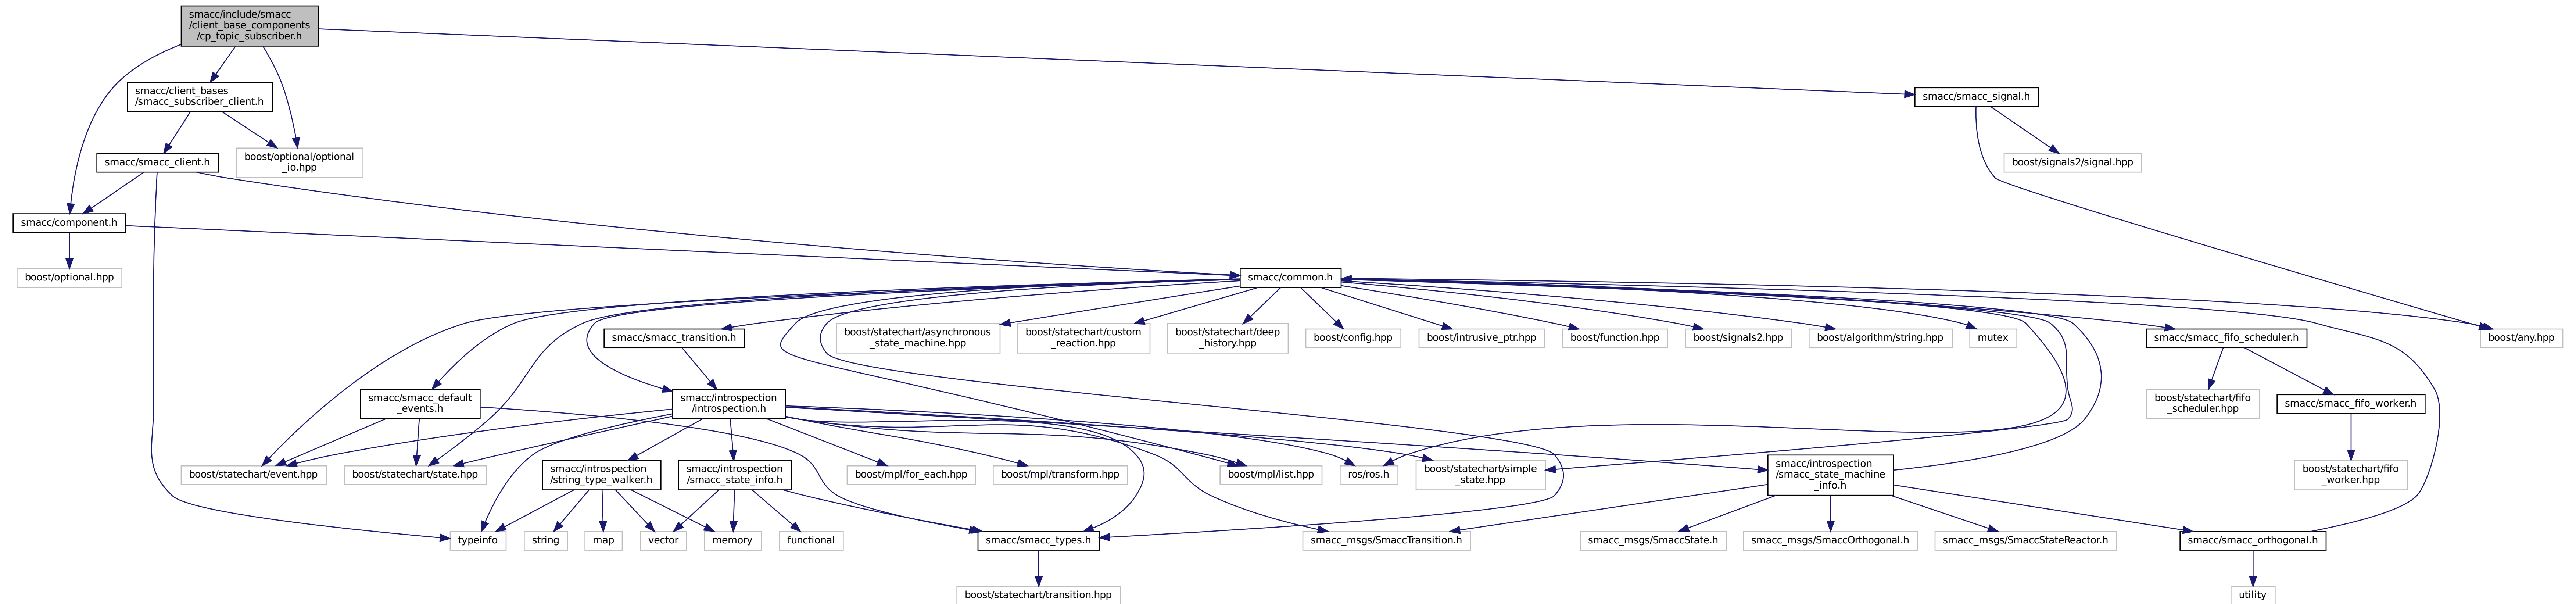 smacc/include/smacc
/client_base_components
/cp_topic_subscriber.h
smacc/client_bases
/smacc_subscriber_client.h
smacc/smacc_signal.h
smacc/smacc_client.h
boost/optional/optional
_io.hpp
boost/signals2/signal.hpp
smacc/component.h
boost/optional.hpp
smacc/common.h
smacc/smacc_transition.h
boost/statechart/asynchronous
_state_machine.hpp
boost/statechart/custom
_reaction.hpp
boost/statechart/deep
_history.hpp
boost/config.hpp
boost/intrusive_ptr.hpp
boost/function.hpp
boost/signals2.hpp
boost/algorithm/string.hpp
mutex
smacc/smacc_fifo_scheduler.h
boost/any.hpp
smacc/smacc_default
_events.h
smacc/introspection
/introspection.h
boost/statechart/fifo
_scheduler.hpp
smacc/smacc_fifo_worker.h
boost/statechart/event.hpp
boost/statechart/state.hpp
smacc/introspection
/string_type_walker.h
smacc/introspection
/smacc_state_info.h
boost/mpl/for_each.hpp
boost/mpl/transform.hpp
boost/mpl/list.hpp
ros/ros.h
boost/statechart/simple
_state.hpp
smacc/introspection
/smacc_state_machine
_info.h
boost/statechart/fifo
_worker.hpp
typeinfo
string
map
vector
memory
functional
smacc/smacc_types.h
smacc_msgs/SmaccTransition.h
smacc_msgs/SmaccState.h
smacc_msgs/SmaccOrthogonal.h
smacc_msgs/SmaccStateReactor.h
smacc/smacc_orthogonal.h
boost/statechart/transition.hpp
utility